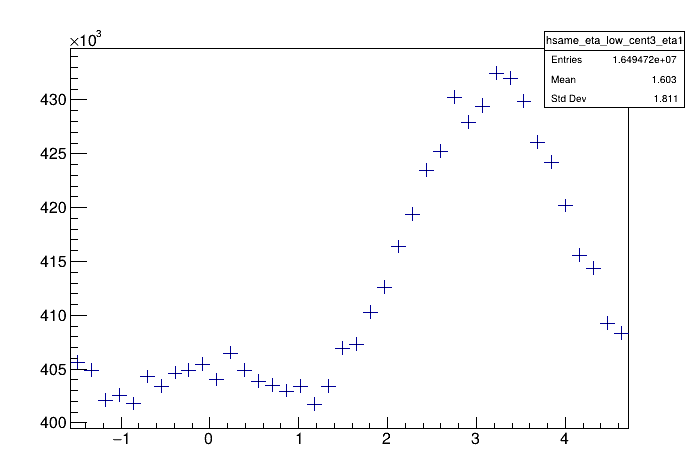 ×10³
hsame_eta_low_cent3_eta1
Entries 1.649472e+07
Mean 1.603
Std Dev 1.811
430
425
420
415
410
405
400
−1 0 1 2 3 4